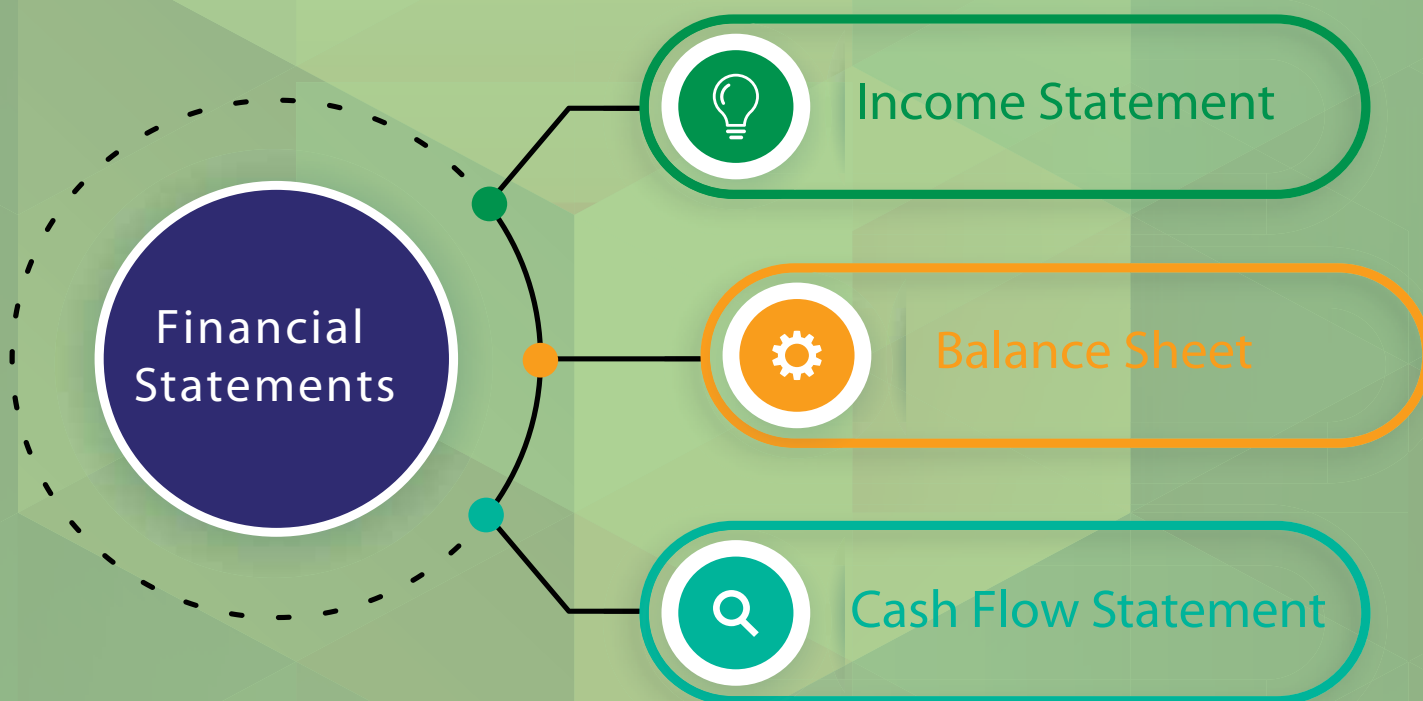 Financial
Statements
Income Statement
Balance Sheet
Cash Flow Statement